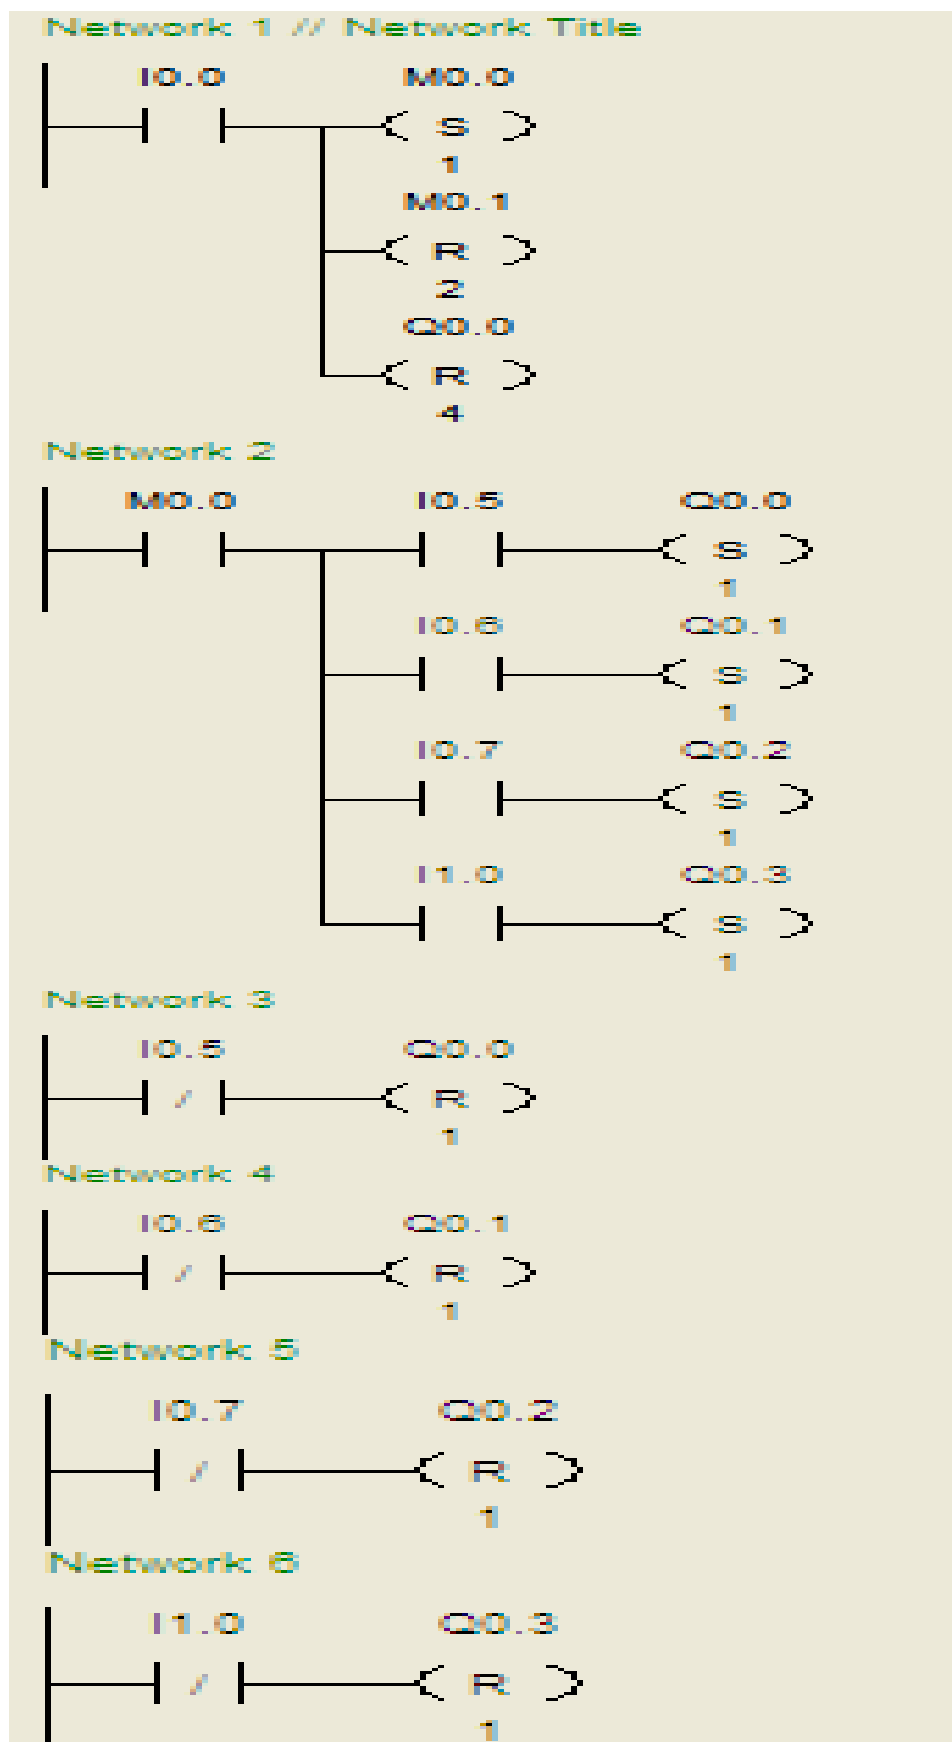 Network 1 // Network Title
I0.0 M0.0
S
1
M0.1
R
2
Q0.0
R
4
Network 2
M0.0 I0.5 Q0.0
S
1
I0.6 Q0.1
S
1
I0.7 Q0.2
S
1
I1.0 Q0.3
S
1
Network 3
I0.5 Q0.0
/ R
1
Network 4
I0.6 Q0.1
/ R
1
Network 5
I0.7 Q0.2
/ R
1
Network 6
I1.0 Q0.3
/ R
1